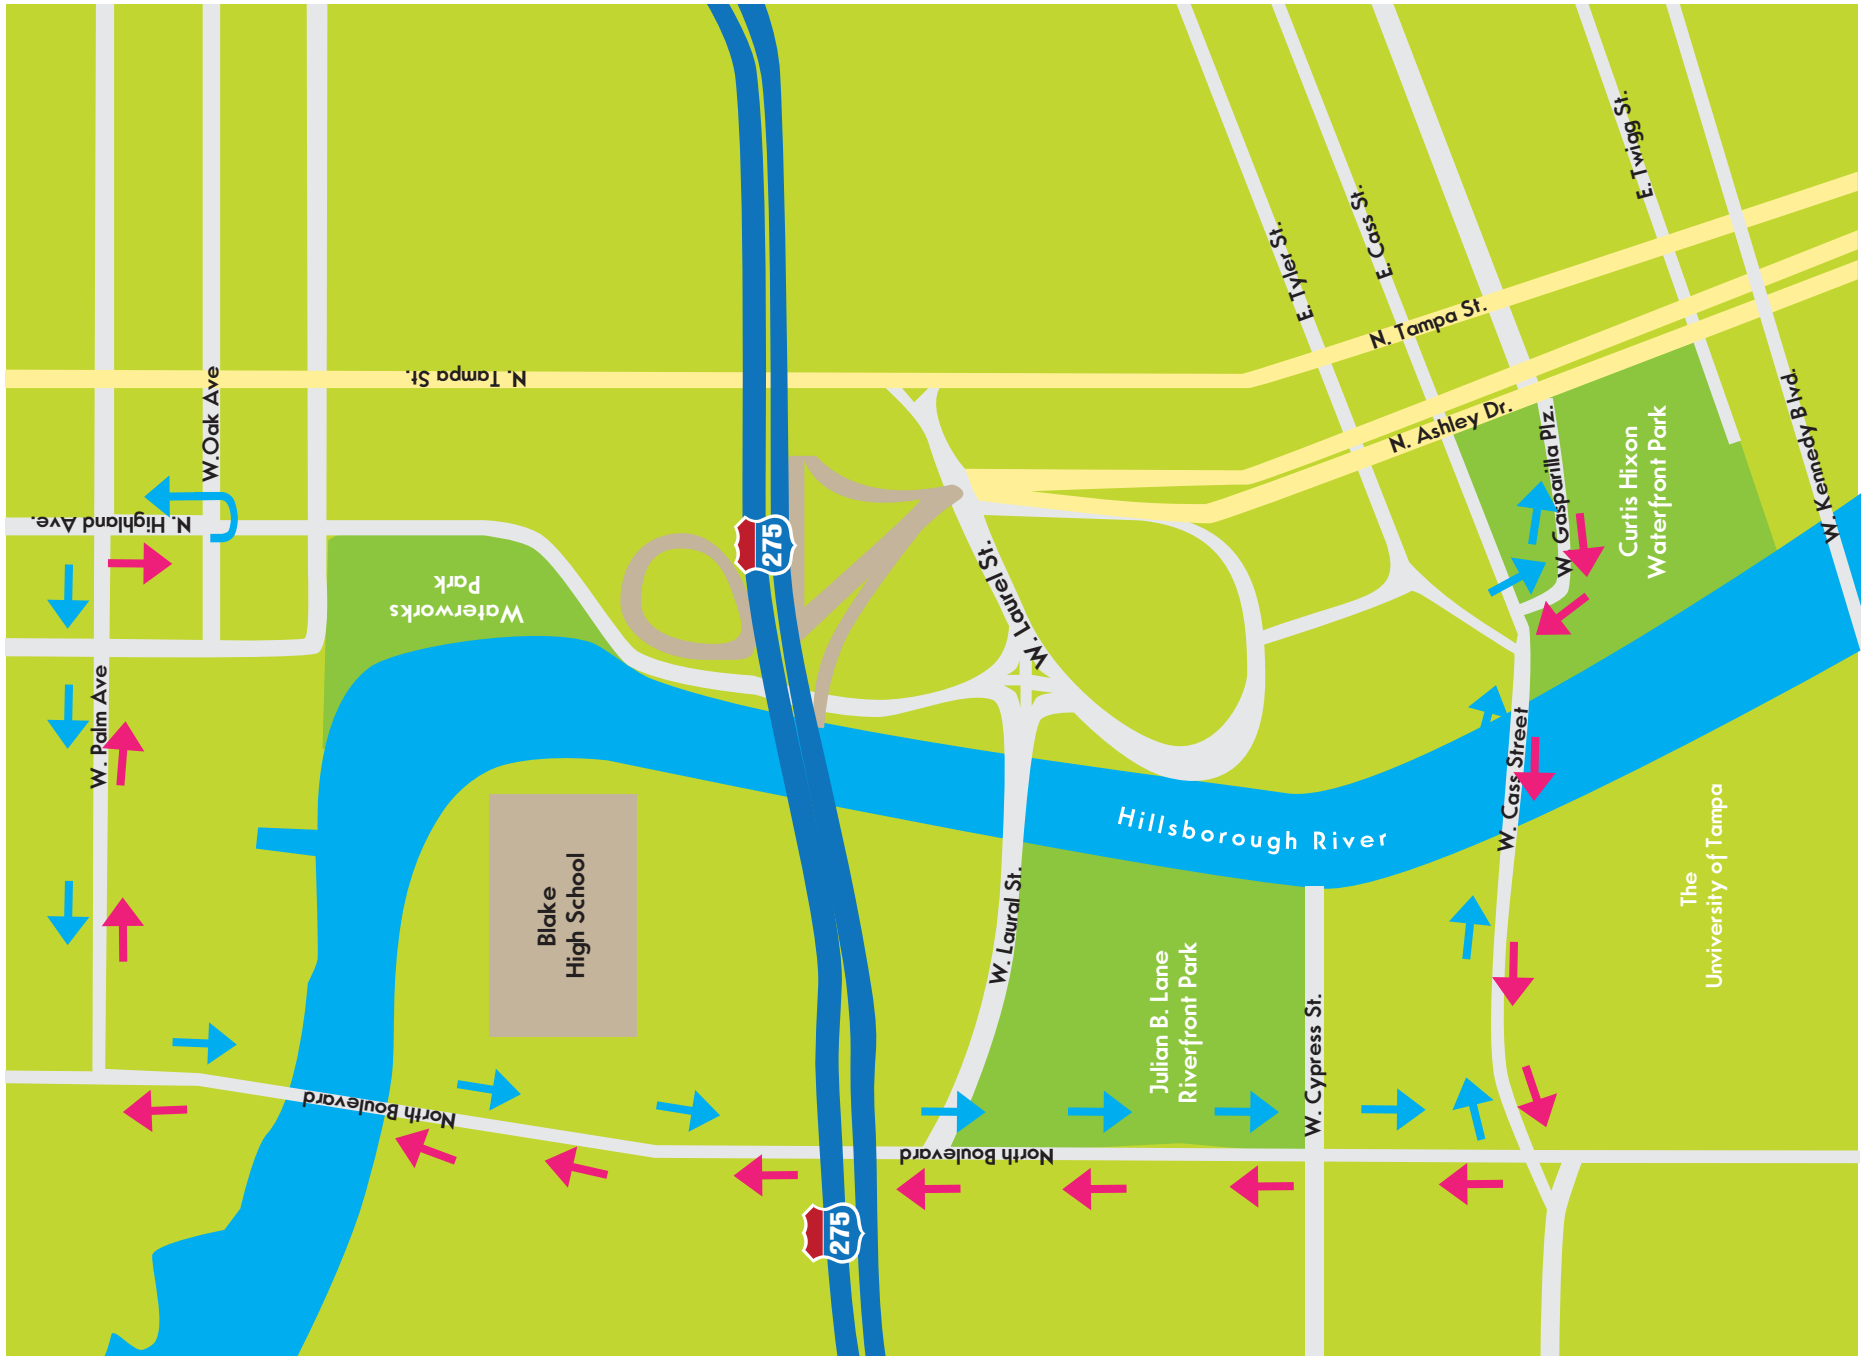 E. Twigg St.
E. Cass St.
E. Tyler St.
N. Tampa St.
N. Tampa St.
W.Oak Ave
N. Ashley Dr.
W. Kennedy Blvd.
W Gasparilla Plz.
Curtis Hixon
Waterfront Park
N. Highland Ave.
275
W. Laurel St.
Waterworks
Park
W. Palm Ave
W. Cass Street
Hillsborough River
Blake
High School
W. Laural St.
The
University of Tampa
Julian B. Lane
Riverfront Park
W. Cypress St.
North Boulevard
North Boulevard
275